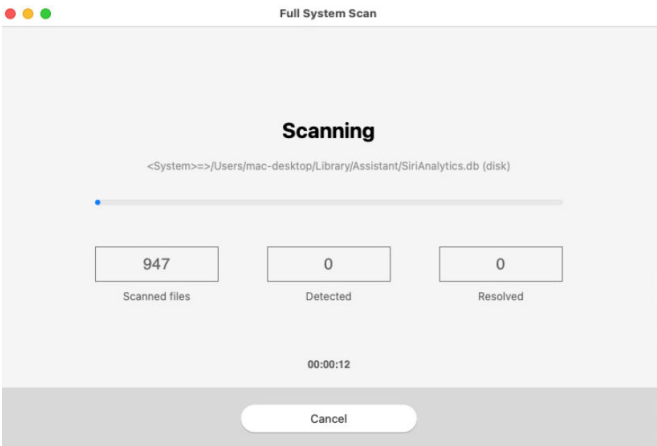 Full System Scan
Scanning
<System>=>/Users/mac-desktop/Library/Assistant/SiriAnalytics.db (disk)
947 0 0
Scanned files Detected Resolved
00:00:12
Cancel